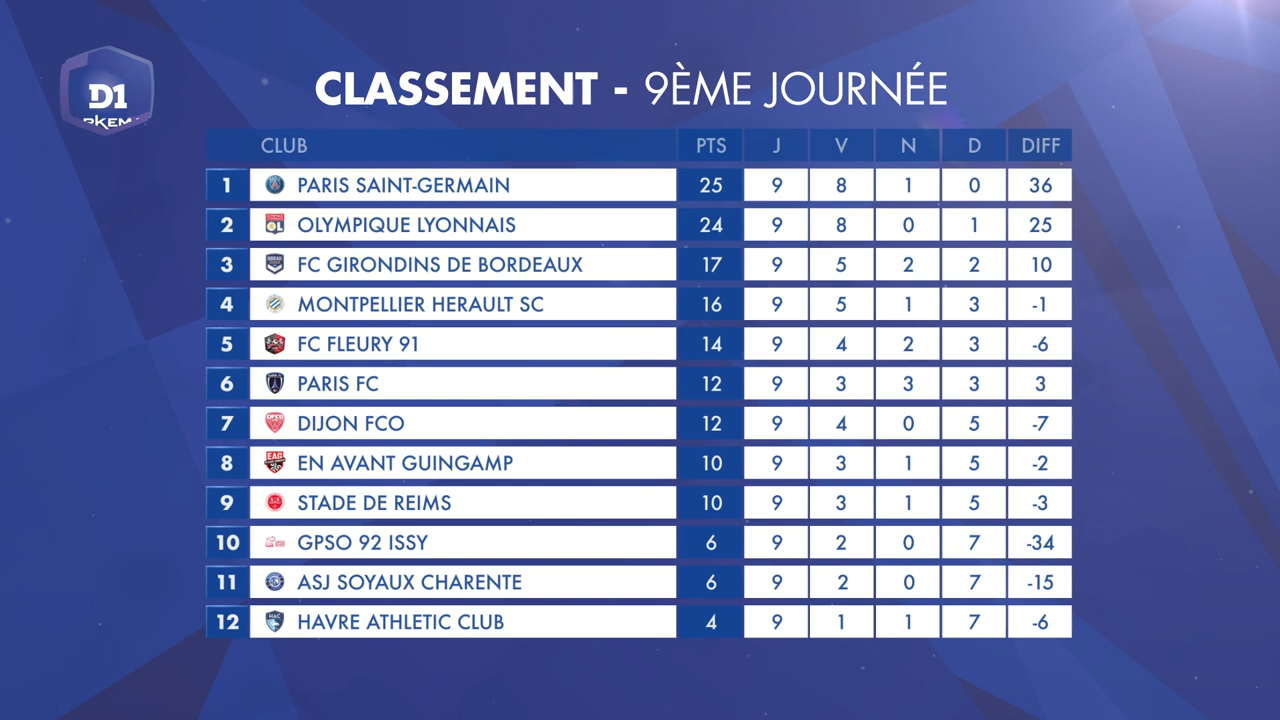 D1
CLASSEMENT - 9ÈME JOURNÉE
CLUB PTS J V N D DIFF
1 PARIS SAINT-GERMAIN 25 9 8 1 0 36
2 OLYMPIQUE LYONNAIS 24 9 8 0 1 25
3 FC GIRONDINS DE BORDEAUX 17 9 5 2 2 10
4 MONTPELLIER HERAULT SC 16 9 5 1 3 -1
5 FC FLEURY 91 14 9 4 2 3 -6
6 PARIS FC 12 9 3 3 3 3
7 DIJON FCO 12 9 4 0 5 -7
8 EN AVANT GUINGAMP 10 9 3 1 5 -2
9 STADE DE REIMS 10 9 3 1 5 -3
10 GPSO 92 ISSY 6 9 2 0 7 -34
11 ASJ SOYAUX CHARENTE 6 9 2 0 7 -15
12 HAVRE ATHLETIC CLUB 4 9 1 1 7 -6